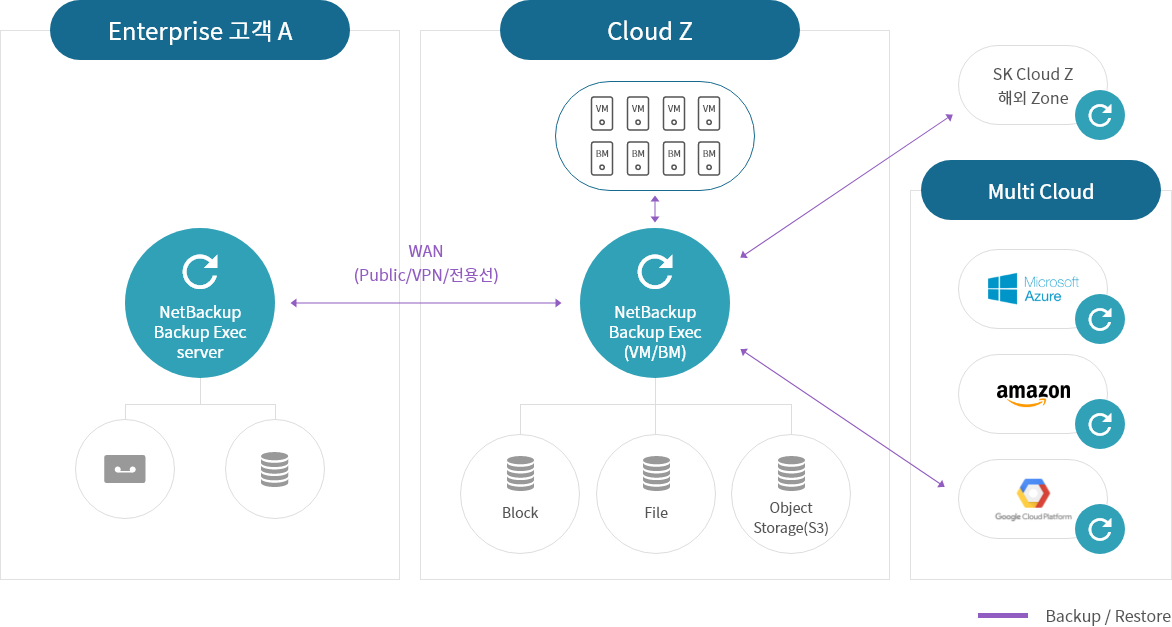 Enterprise 고객 A
Cloud Z
SK Cloud Z
해외 Zone
VM VM VM VM
BM BM BM BM
Multi Cloud
WAN
(Public/VPN/전용선)
NetBackup
Backup Exec
server
NetBackup
Backup Exec
(VM/BM)
Microsoft
Azure
amazon
Google Cloud Platform
Block
File
Object
Storage(S3)
Backup / Restore